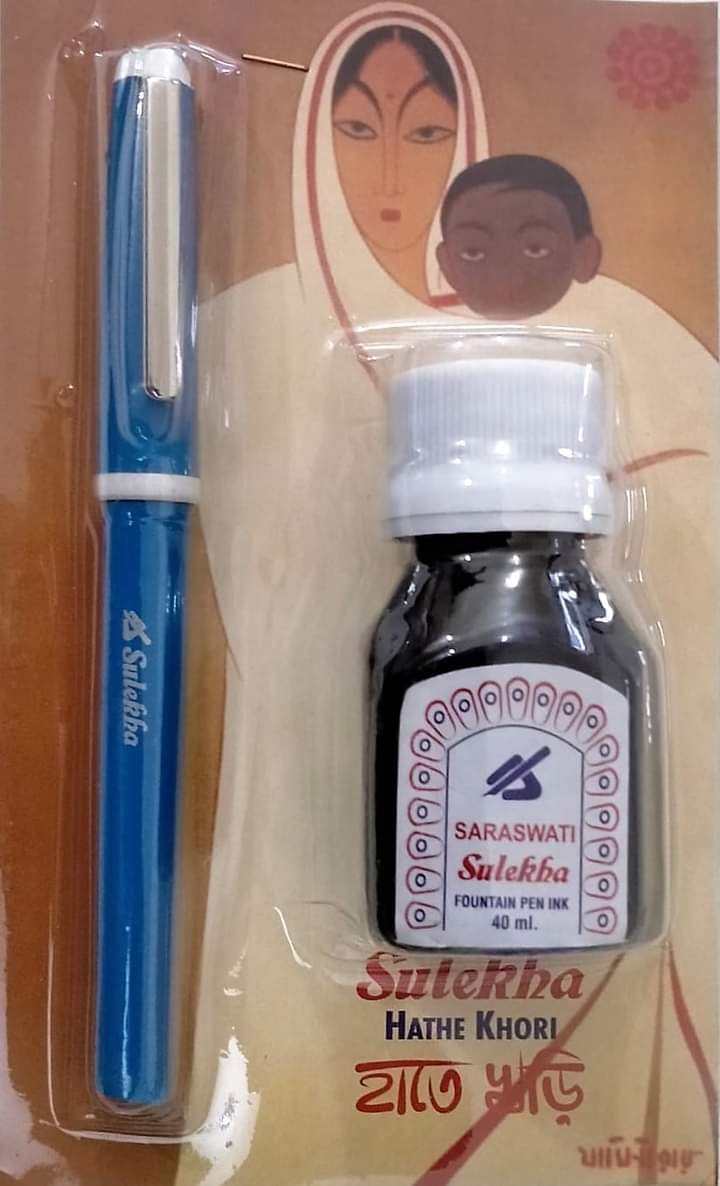 Sulekha
SARASWATI
Sulekha
FOUNTAIN PEN INK
40 ml.
Sulekha
HATHE KHORI
হাতে খড়ি